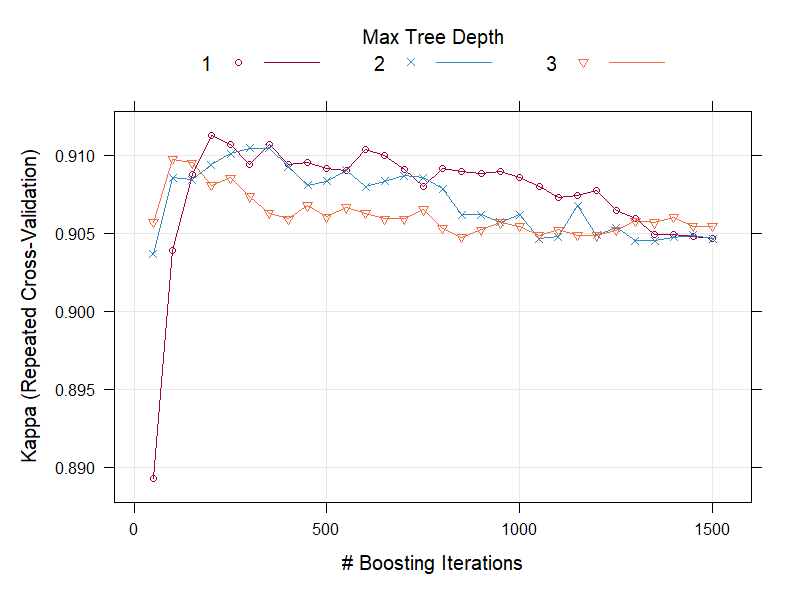 Max Tree Depth
1 2 3
0.910
0.905
0.900
0.895
0.890
Kappa (Repeated Cross-Validation)
0 500 1000 1500
# Boosting Iterations